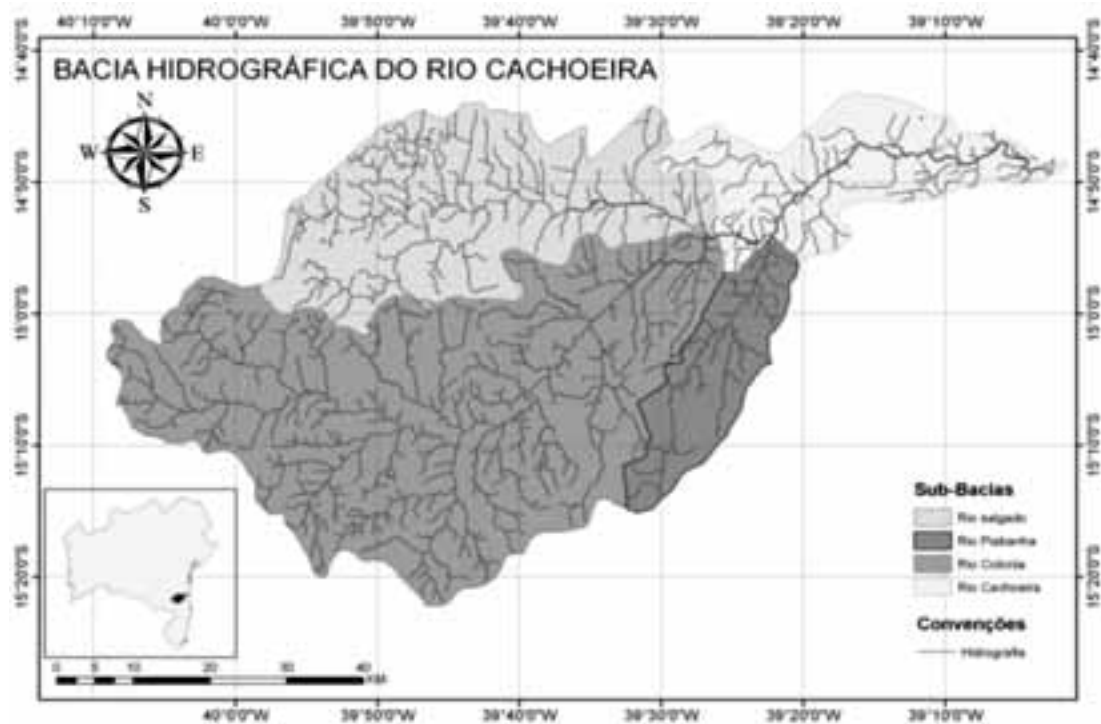 40°10'0"W 40°0'0"W 39°50'0"W 39°40'0"W 39°30'0"W 39°20'0"W 39°10'0"W
14°40'0"S 14°40'0"S
BACIA HIDROGRÁFICA DO RIO CACHOEIRA
N
W E
S
14°50'0"S 14°50'0"S
15°0'0"S 15°0'0"S
15°10'0"S 15°10'0"S
Sub-Bacias
Rio salgado
Rio Piabanha
Rio Colonia
Rio Cachoeira
15°20'0"S 15°20'0"S
Convenções
Hidrografia
0 5 10 20 30 40
KM
40°0'0"W 39°50'0"W 39°40'0"W 39°30'0"W 39°20'0"W 39°10'0"W